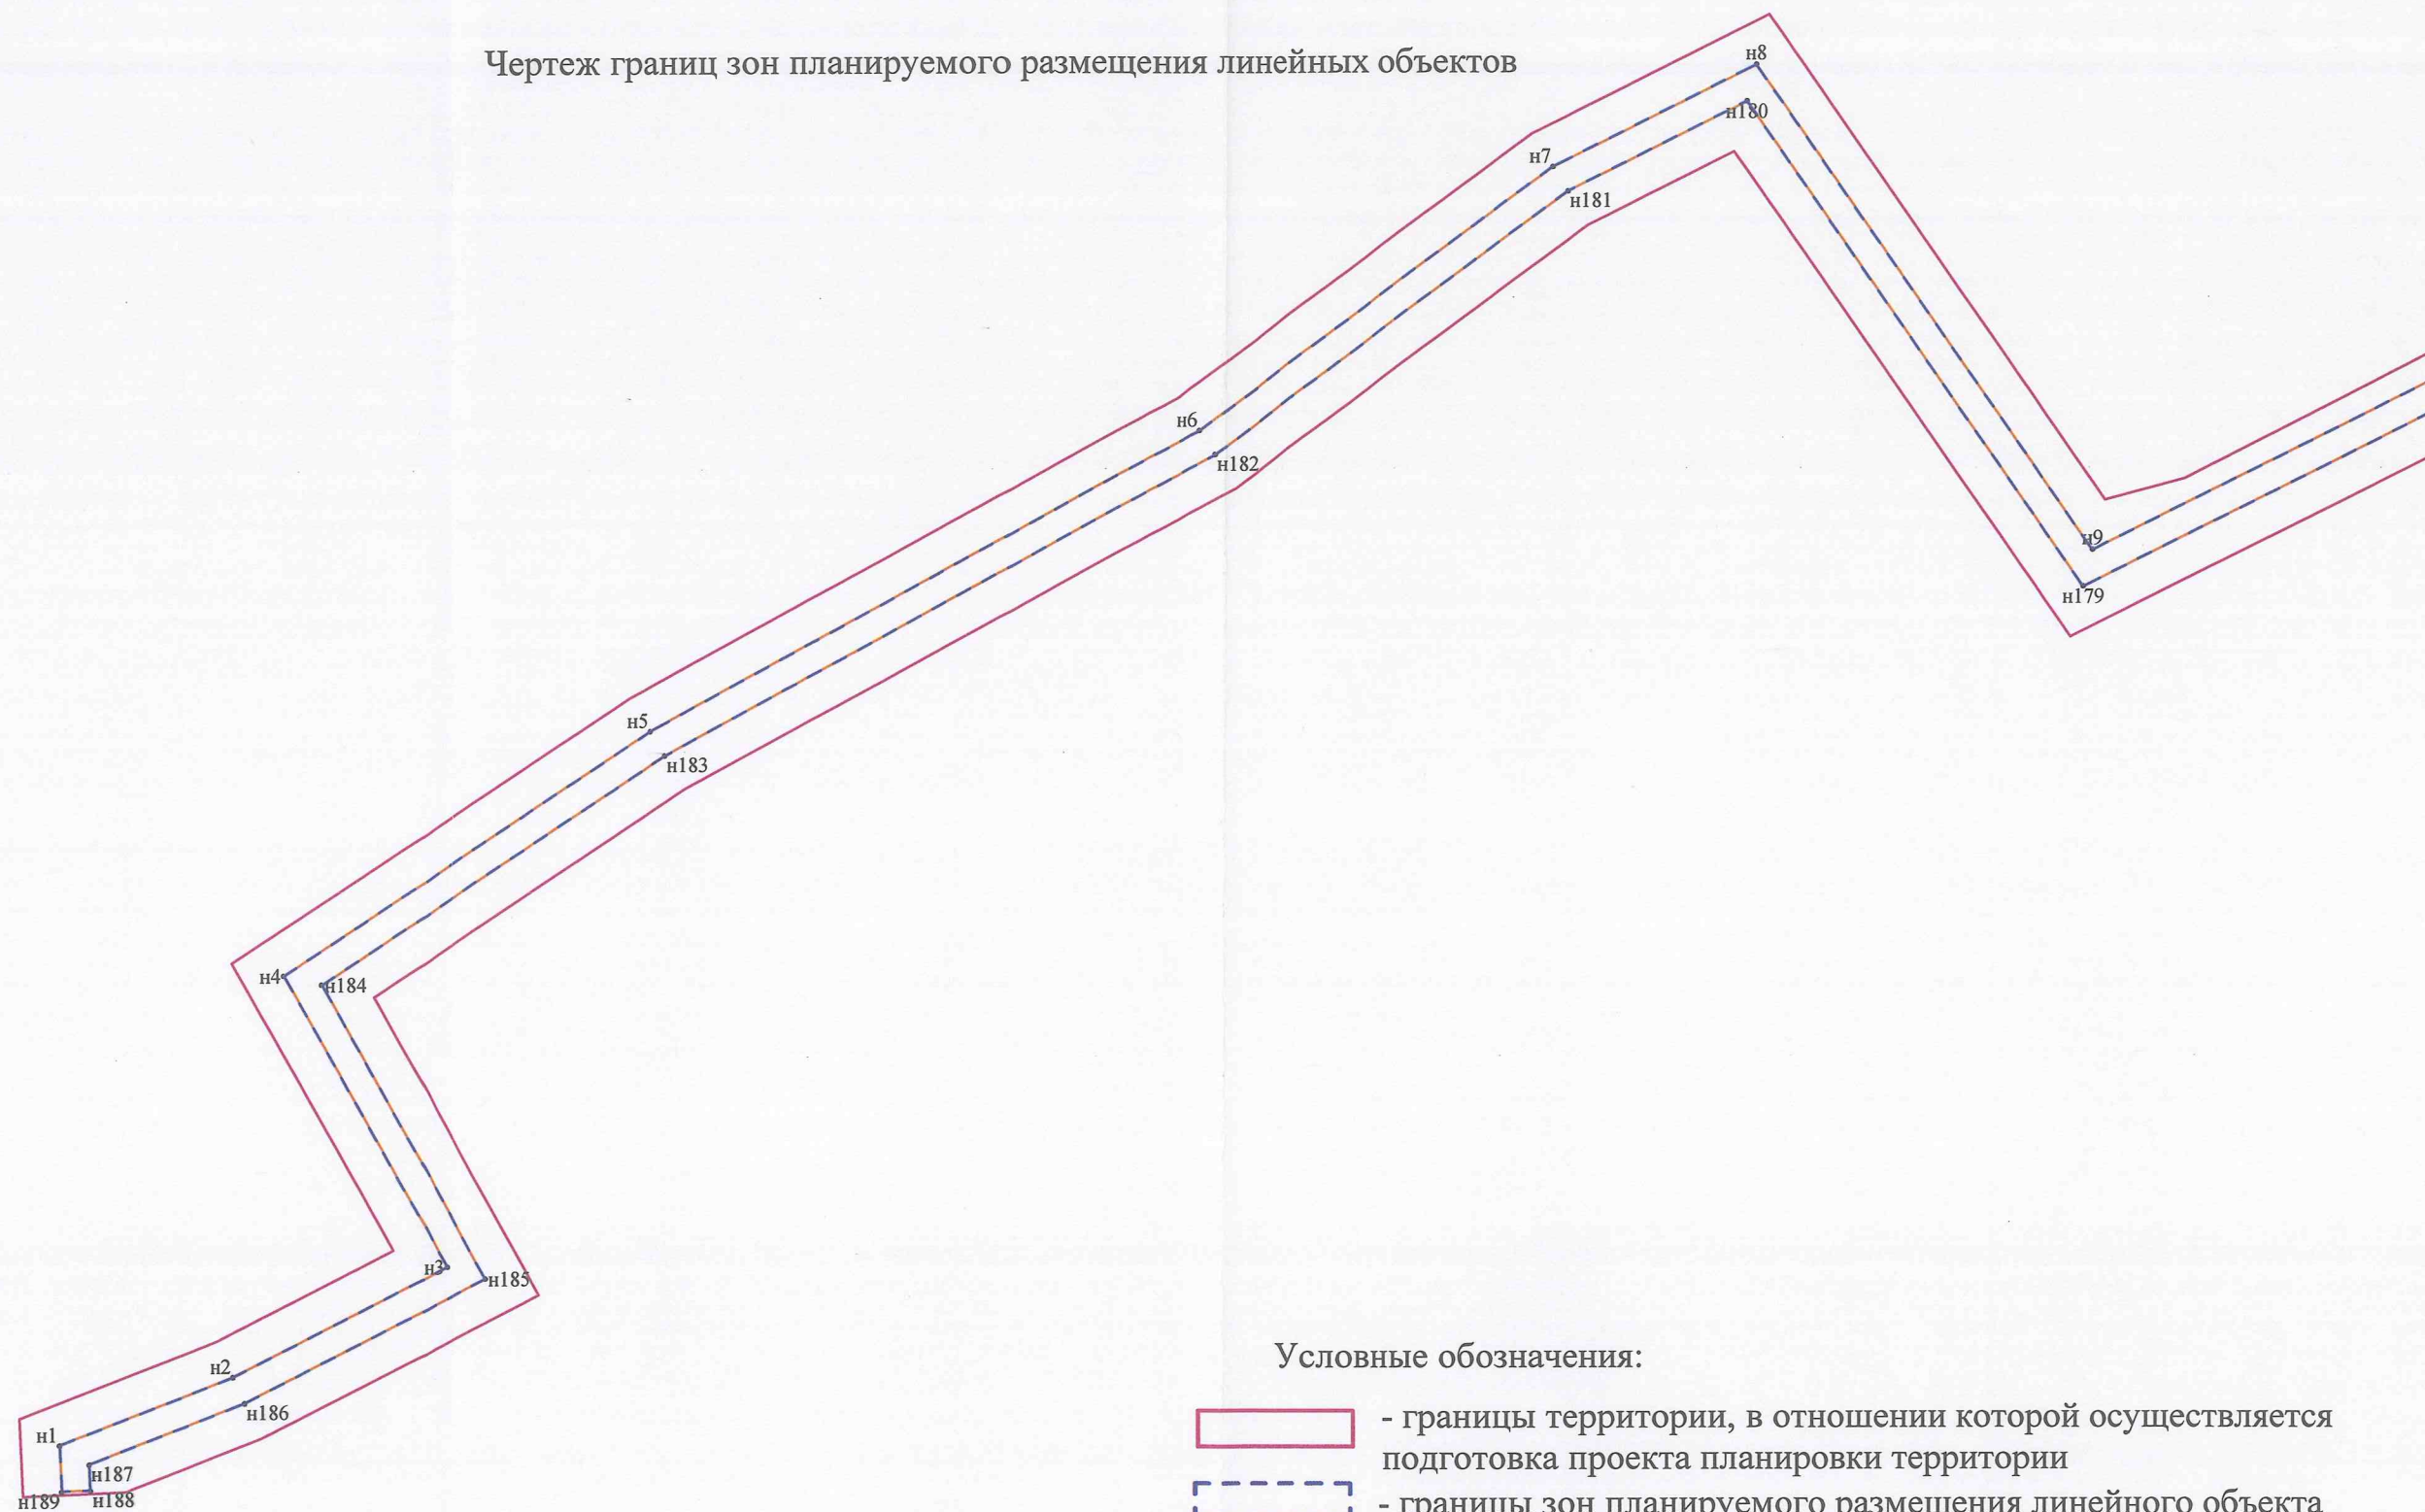 Чертеж границ зон планируемого размещения линейных объектов
н8
н180
н7
н181
н6
н182
н9
н179
н5
н183
н4
н184
н3
н185
н2
н186
н1
н187
н189
н188
Условные обозначения:
- границы территории, в отношении которой осуществляется
подготовка проекта планировки территории
- границы зон планируемого размещения линейного объекта